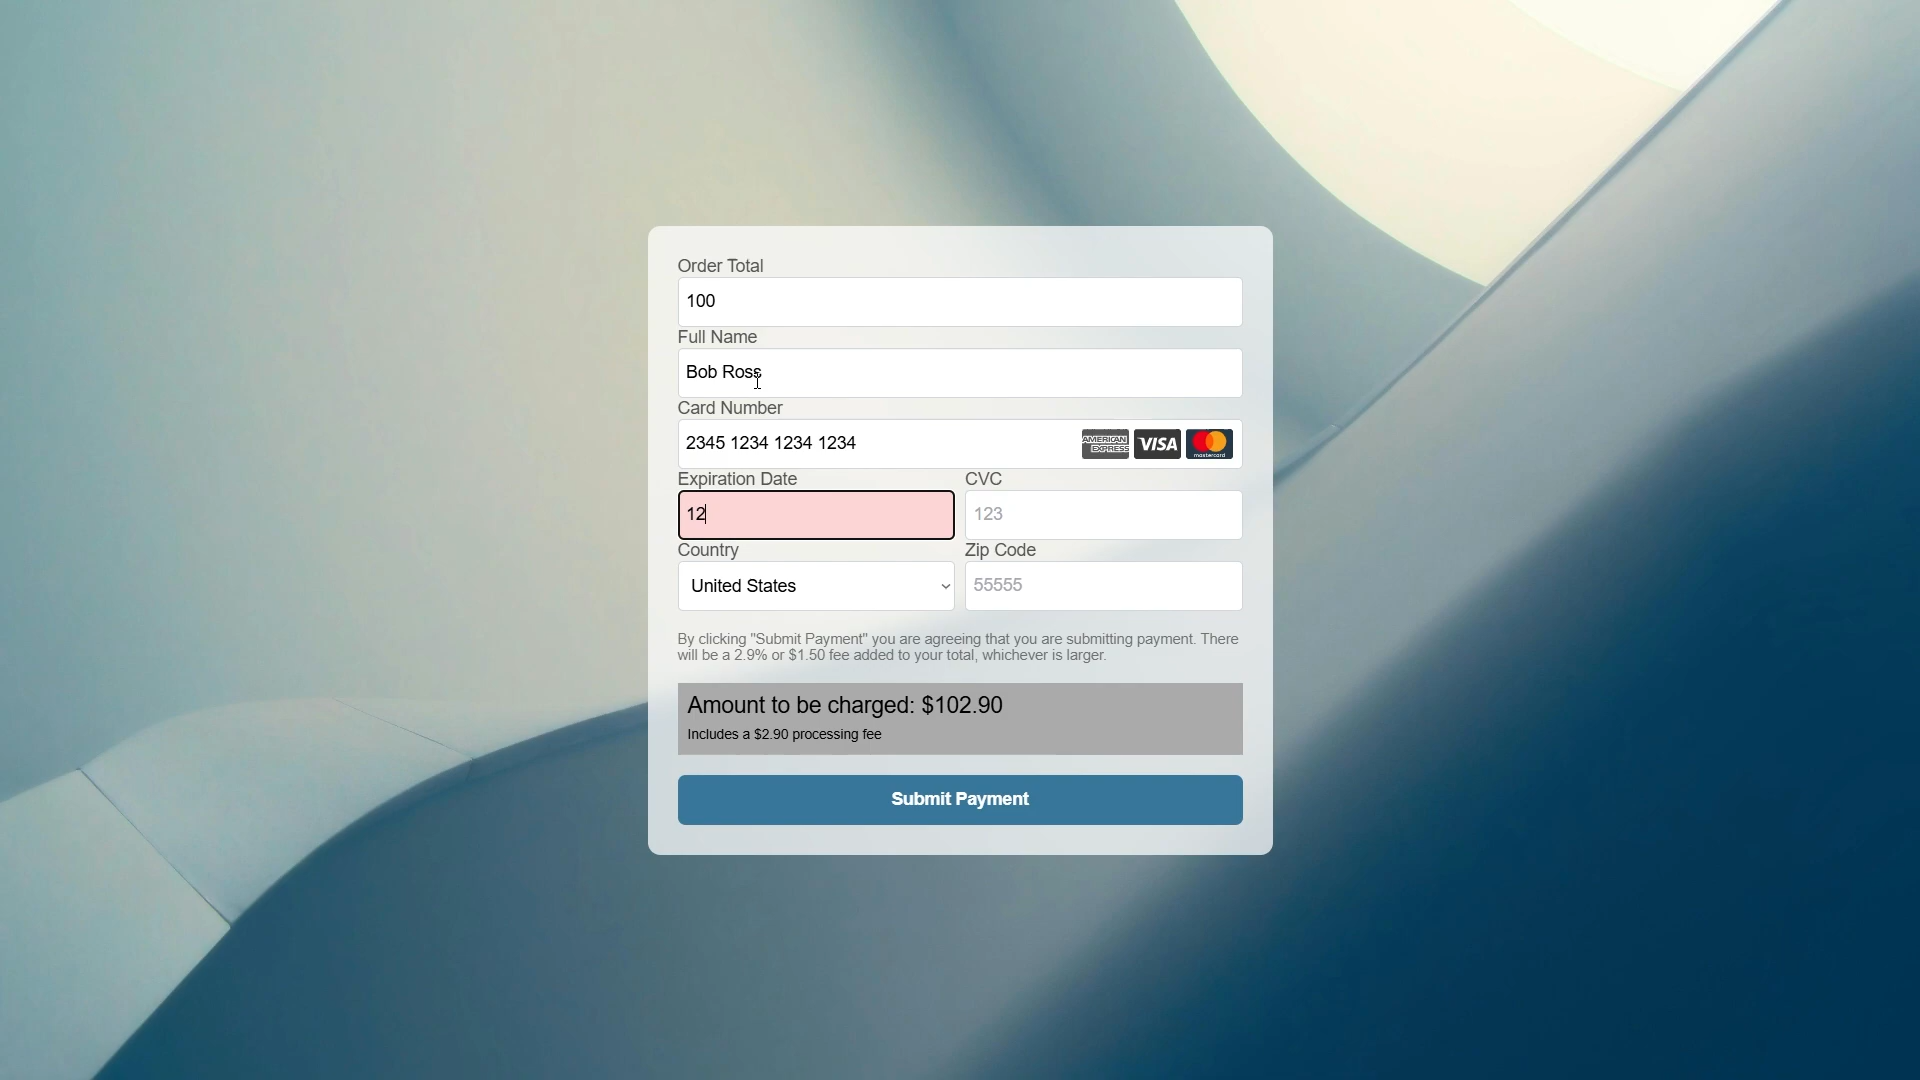 Order Total
100
Full Name
Bob Ross
Card Number
2345 1234 1234 1234
AMERICAN EXPRESS
VISA
mastercard
Expiration Date
CVC
12
123
Country
Zip Code
United States
55555
By clicking "Submit Payment" you are agreeing that you are submitting payment. There
will be a 2.9% or $1.50 fee added to your total, whichever is larger.
Amount to be charged: $102.90
Includes a $2.90 processing fee
Submit Payment